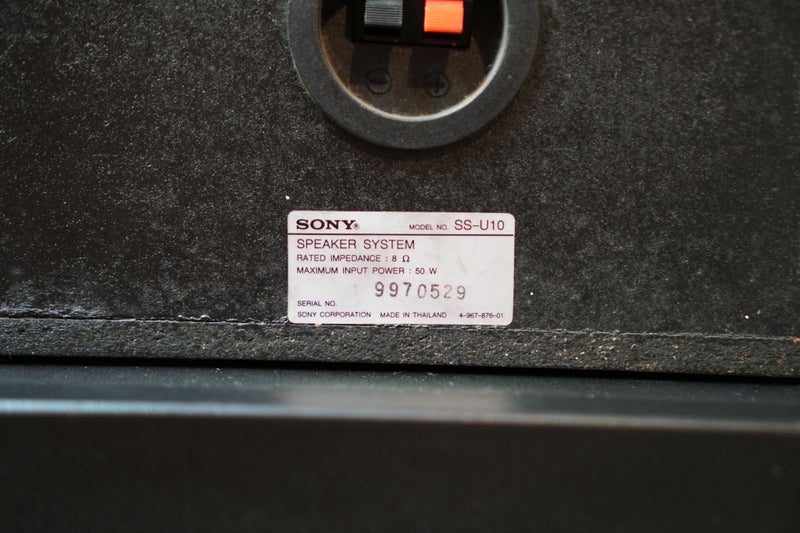 − +
SONY® MODEL NO. SS-U10
SPEAKER SYSTEM
RATED IMPEDANCE : 8 Ω
MAXIMUM INPUT POWER : 50 W
9970529
SERIAL NO.
SONY CORPORATION MADE IN THAILAND 4-967-876-01